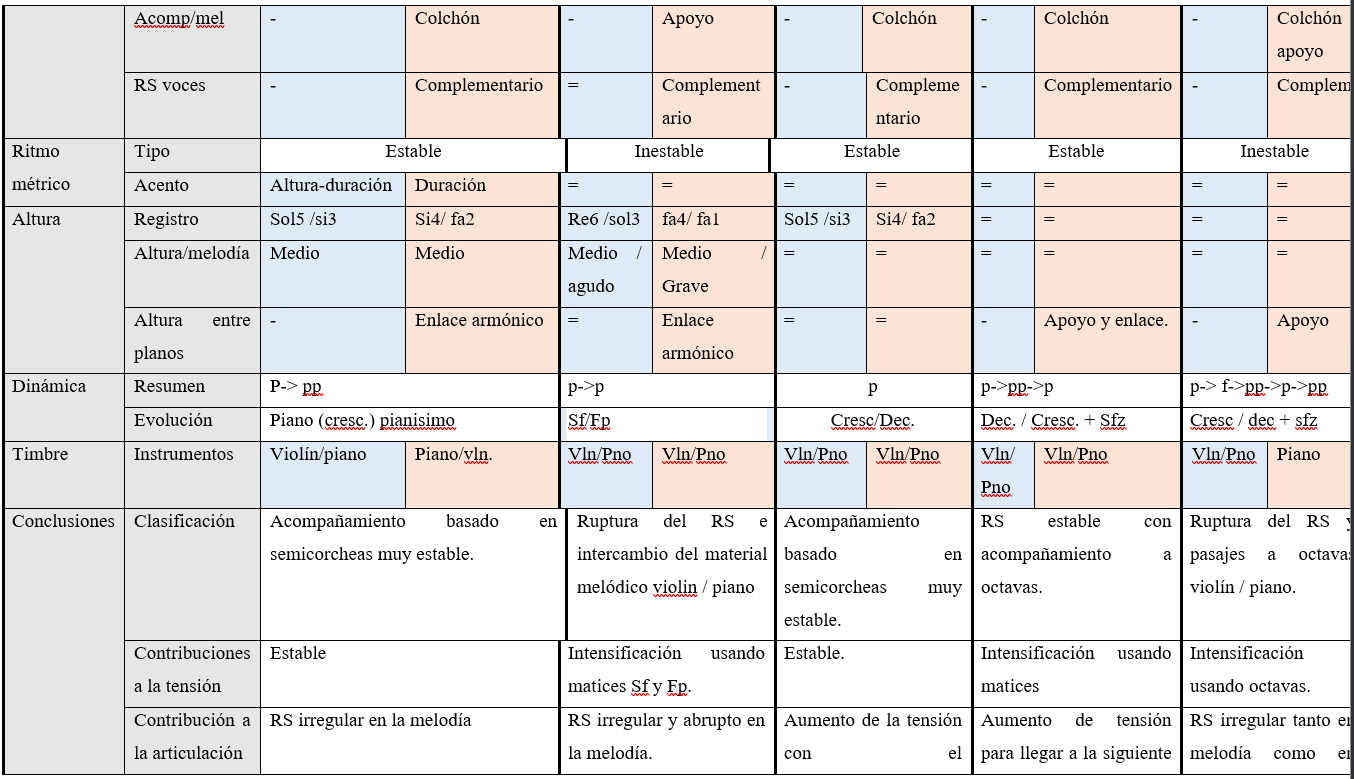 Acomp/mel - Colchón - Apoyo - Colchón - Colchón - Colchón
apoyo
RS voces - Complementario = Complement - Compleme - Complementario - Complem
ario ntario
Ritmo Tipo Estable Inestable Estable Estable Inestable
métrico Acento Altura-duración Duración = = = = = = = =
Altura Registro Sol5 /si3 Si4/ fa2 Re6 /sol3 fa4/ fa1 Sol5 /si3 Si4/ fa2 = = = =
Altura/melodía Medio Medio Medio / Medio / = = = = = =
agudo Grave
Altura entre - Enlace armónico = Enlace = = - Apoyo y enlace. - Apoyo
planos armónico
Dinámica Resumen P-> pp p->p p p->pp->p p-> f->pp->p->pp
Evolución Piano (cresc.) pianisimo Sf/Fp Cresc/Dec. Dec. / Cresc. + Sfz Cresc / dec + sfz
Timbre Instrumentos Violín/piano Piano/vln. Vln/Pno Vln/Pno Vln/Pno Vln/Pno Vln/ Vln/Pno Vln/Pno Piano
Pno
Conclusiones Clasificación Acompañamiento basado en Ruptura del RS e Acompañamiento RS estable con Ruptura del RS y
semicorcheas muy estable. intercambio del material basado en acompañamiento a pasajes a octavas
melódico violin / piano semicorcheas muy octavas. violín / piano.
estable.
Contribuciones Estable Intensificación usando Estable. Intensificación usando Intensificación
a la tensión matices Sf y Fp. matices usando octavas.
Contribución a RS irregular en la melodía RS irregular y abrupto en Aumento de la tensión Aumento de tensión RS irregular tanto en
la articulación la melodía. con el para llegar a la siguiente melodía como en